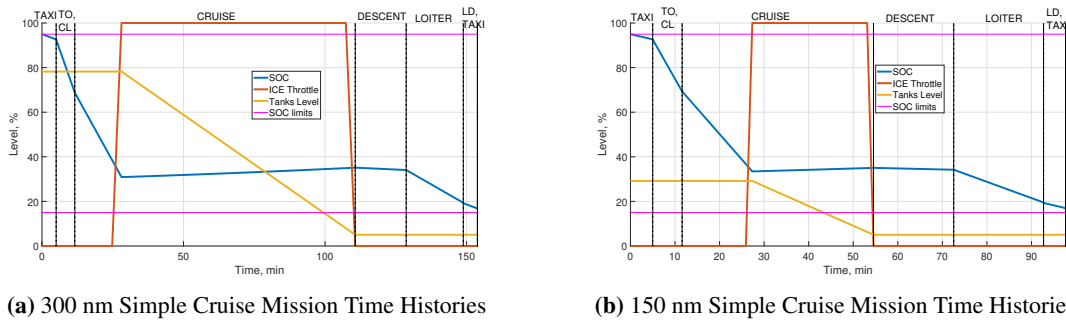 TAXI TO, CL CRUISE DESCENT LOITER LD, TAXI
100
80
60
40
20
0
Level, %
SOC
ICE Throttle
Tanks Level
SOC limits
0 50 100 150
Time, min
(a) 300 nm Simple Cruise Mission Time Histories
TAXI TO, CL CRUISE DESCENT LOITER LD, TAXI
100
80
60
40
20
0
Level, %
SOC
ICE Throttle
Tanks Level
SOC limits
0 10 20 30 40 50 60 70 80 90
Time, min
(b) 150 nm Simple Cruise Mission Time Historie